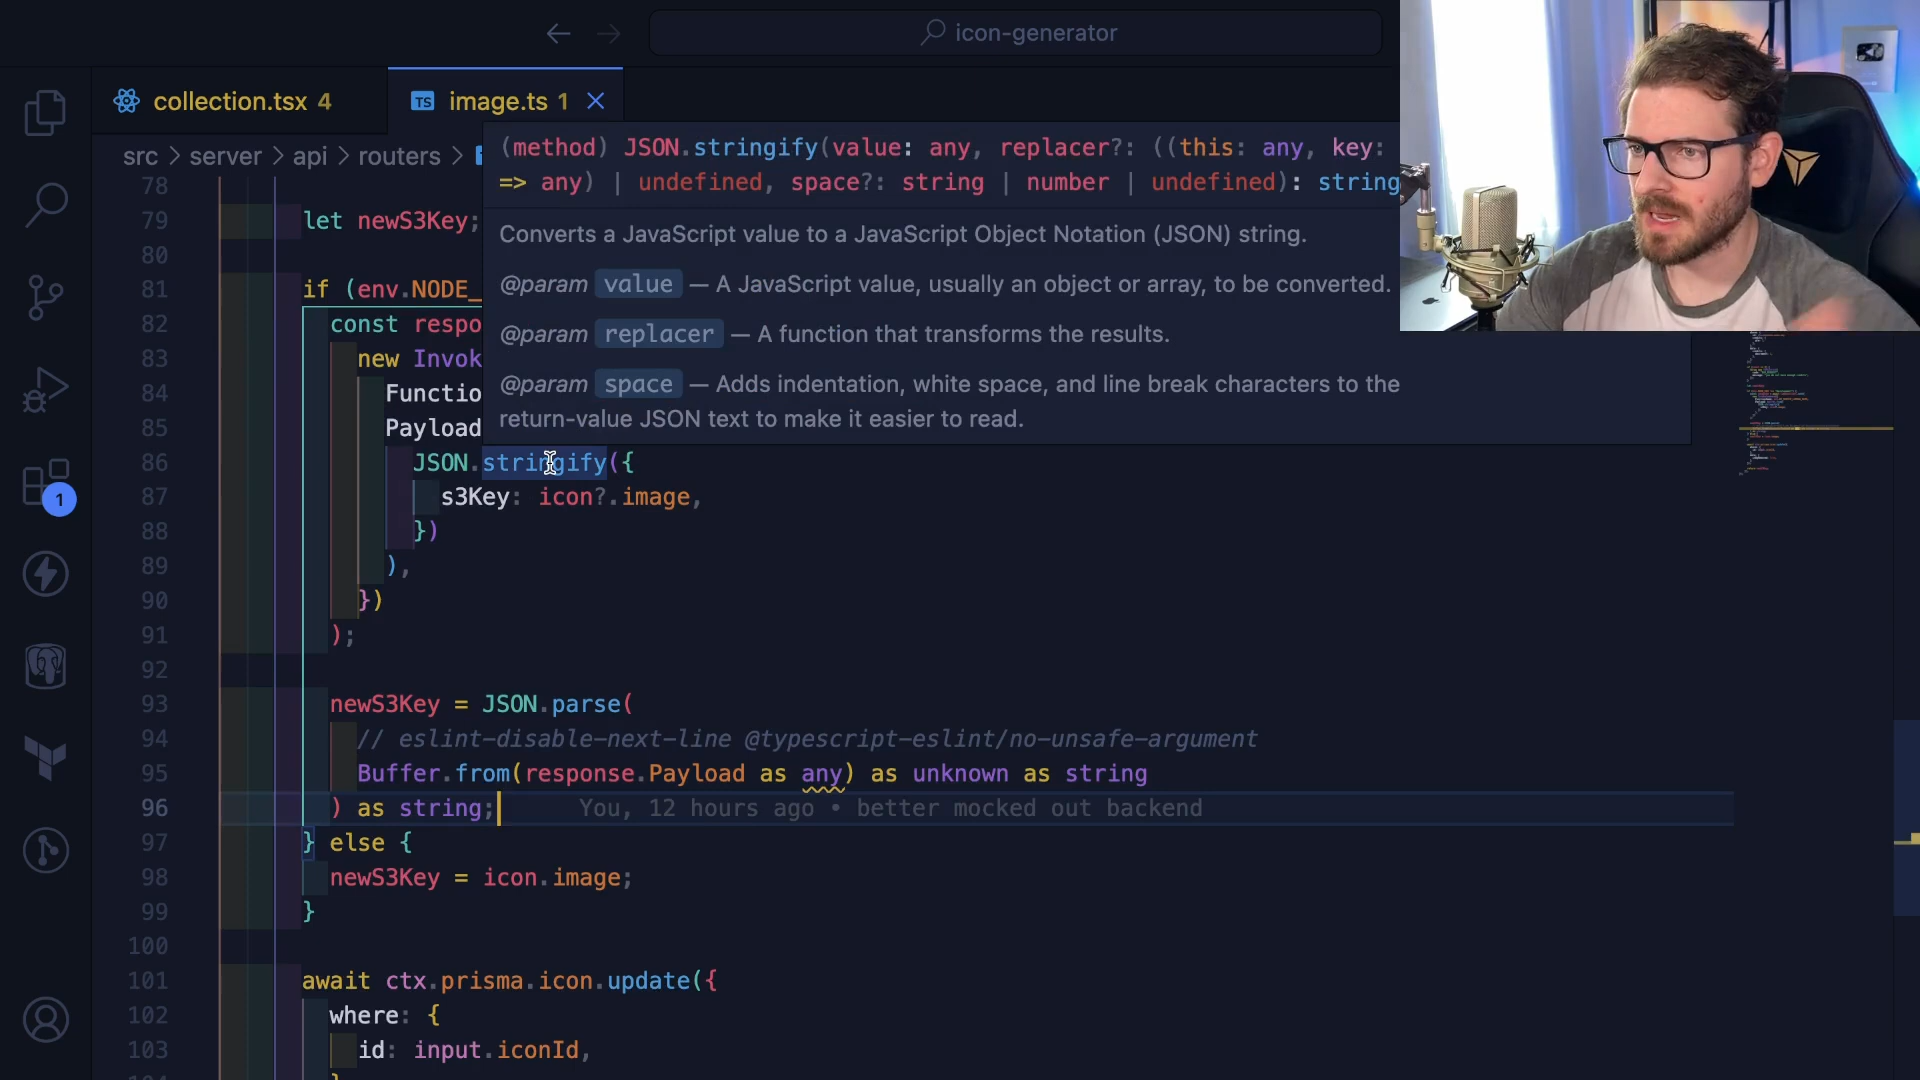 icon-generator
collection.tsx 4
TS image.ts 1
src > server > api > routers >
(method) JSON.stringify(value: any, replacer?: ((this: any, key:
=> any) | undefined, space?: string | number | undefined): string
Converts a JavaScript value to a JavaScript Object Notation (JSON) string.
@param value — A JavaScript value, usually an object or array, to be converted.
@param replacer — A function that transforms the results.
@param space — Adds indentation, white space, and line break characters to the
return-value JSON text to make it easier to read.
78
79 let newS3Key;
80
81 if (env.NODE_
82 const respo
83 new Invok
84 Functio
85 Payload
86 JSON.stringify({
87 s3Key: icon?.image,
88 })
89 ),
90 })
91 );
92
93 newS3Key = JSON.parse(
94 // eslint-disable-next-line @typescript-eslint/no-unsafe-argument
95 Buffer.from(response.Payload as any) as unknown as string
96 ) as string; You, 12 hours ago • better mocked out backend
97 } else {
98 newS3Key = icon.image;
99 }
100
101 await ctx.prisma.icon.update({
102 where: {
103 id: input.iconId,
1